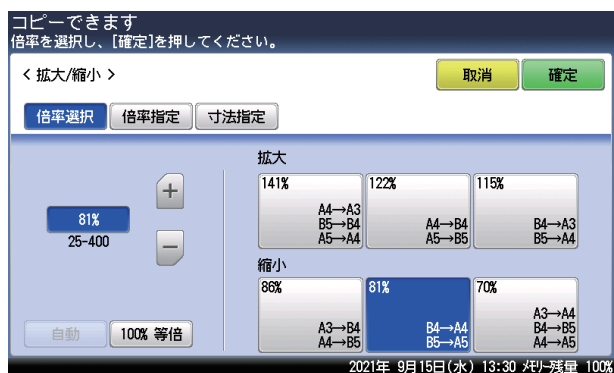 コピーできます
倍率を選択し、[確定]を押してください。
< 拡大/縮小 >
取消
確定
倍率選択
倍率指定
寸法指定
81%
25-400
+
−
自動
100% 等倍
拡大
141%
A4→A3
B5→B4
A5→A4
122%
A4→B4
A5→B5
115%
B4→A3
B5→A4
縮小
86%
A3→B4
A4→B5
81%
B4→A4
B5→A5
70%
A3→A4
B4→B5
A4→A5
2021年 9月15日(水) 13:30 ﾒﾓﾘｰ残量 100%